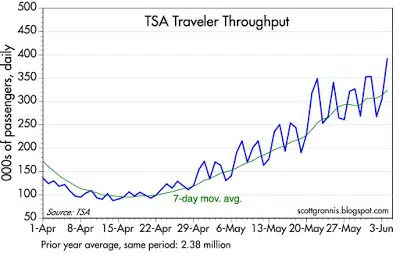 TSA Traveler Throughput
000s of passengers, daily
500
450
400
350
300
250
200
150
100
50
7-day mov. avg.
Source: TSA
scottgrannis.blogspot.com
1-Apr 8-Apr 15-Apr 22-Apr 29-Apr 6-May 13-May 20-May 27-May 3-Jun
Prior year average, same period: 2.38 million